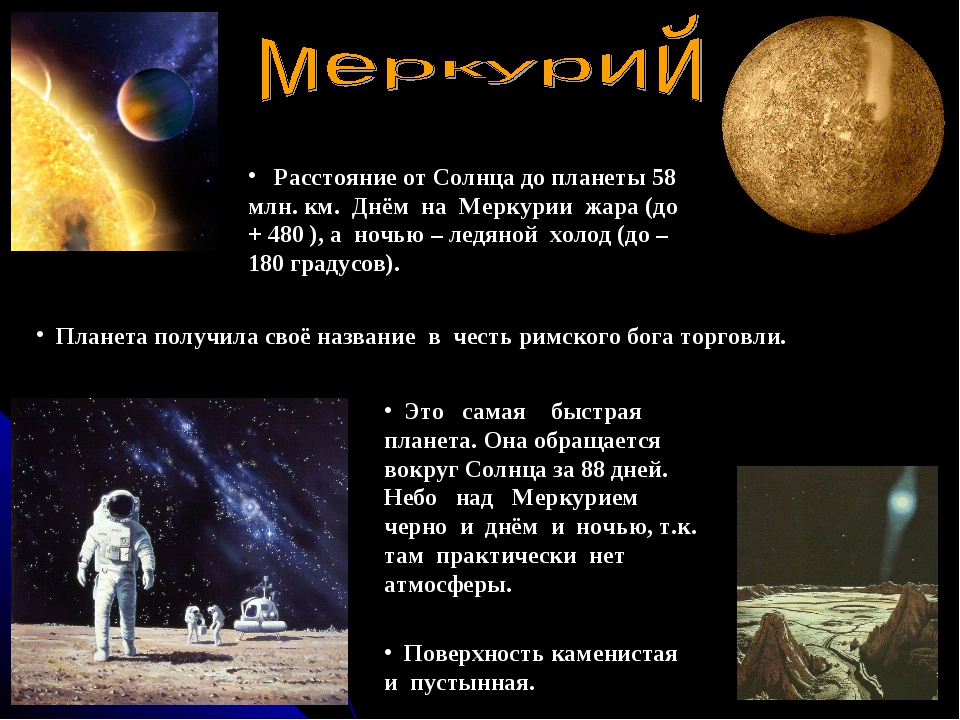 Меркурий
• Расстояние от Солнца до планеты 58
млн. км. Днём на Меркурии жара (до
+ 480 ), а ночью – ледяной холод (до –
180 градусов).
• Планета получила своё название в честь римского бога торговли.
• Это самая быстрая
планета. Она обращается
вокруг Солнца за 88 дней.
Небо над Меркурием
черно и днём и ночью, т.к.
там практически нет
атмосферы.
• Поверхность каменистая
и пустынная.